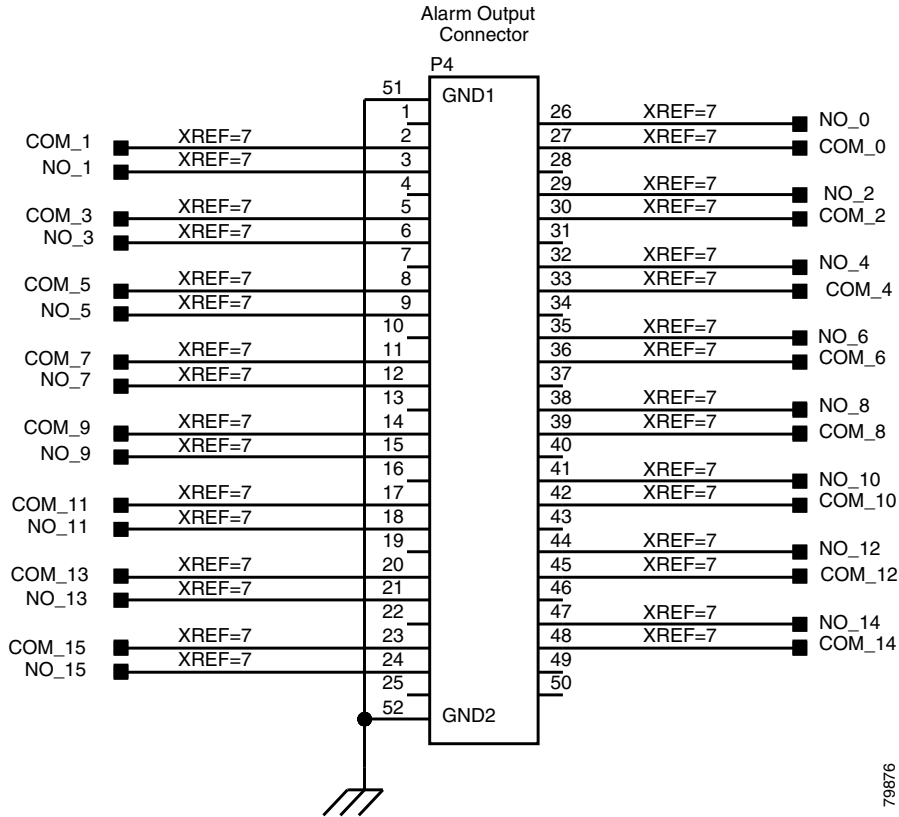 Alarm Output
Connector
P4
51 GND1
1 26 XREF=7 NO_0
COM_1 XREF=7 2 27 XREF=7 COM_0
NO_1 XREF=7 3 28
4 29 XREF=7 NO_2
COM_3 XREF=7 5 30 XREF=7 COM_2
NO_3 XREF=7 6 31
7 32 XREF=7 NO_4
COM_5 XREF=7 8 33 XREF=7 COM_4
NO_5 XREF=7 9 34
10 35 XREF=7 NO_6
COM_7 XREF=7 11 36 XREF=7 COM_6
NO_7 XREF=7 12 37
13 38 XREF=7 NO_8
COM_9 XREF=7 14 39 XREF=7 COM_8
NO_9 XREF=7 15 40
16 41 XREF=7 NO_10
COM_11 XREF=7 17 42 XREF=7 COM_10
NO_11 XREF=7 18 43
19 44 XREF=7 NO_12
COM_13 XREF=7 20 45 XREF=7 COM_12
NO_13 XREF=7 21 46
22 47 XREF=7 NO_14
COM_15 XREF=7 23 48 XREF=7 COM_14
NO_15 XREF=7 24 49
25 50
52 GND2
79876